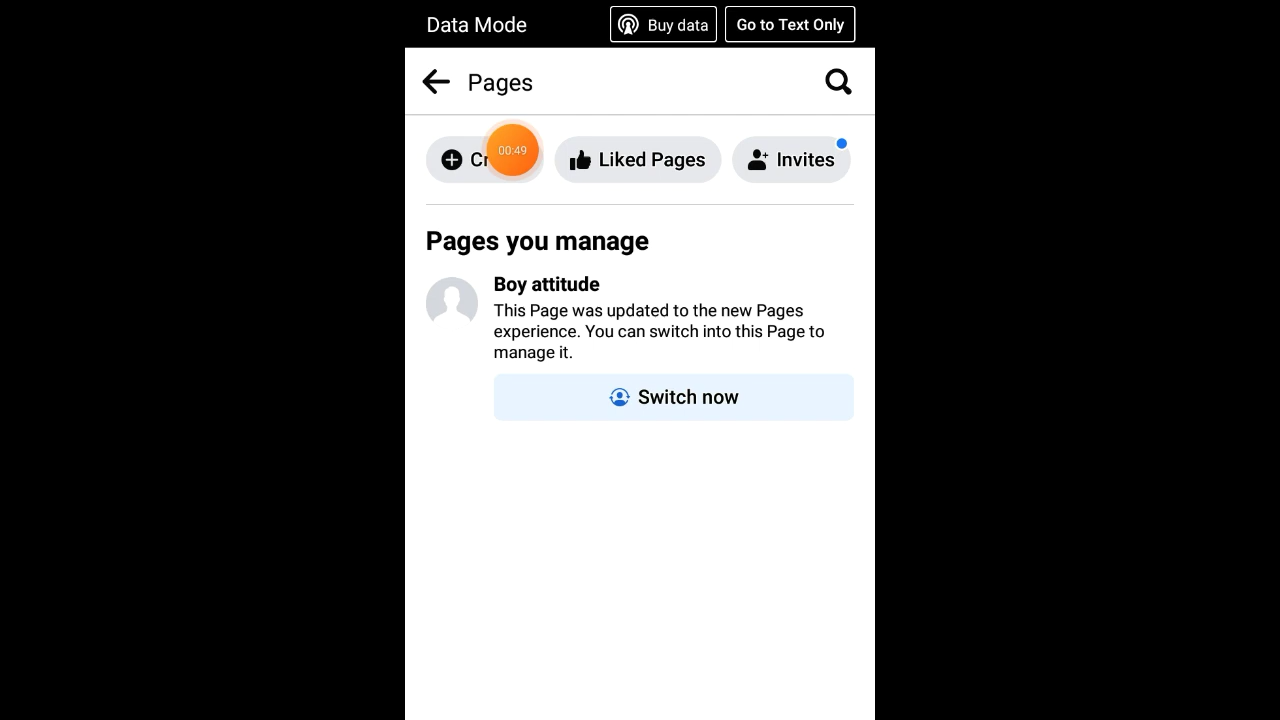 Data Mode
Buy data
Go to Text Only
Pages
00:49
Liked Pages
Invites
Pages you manage
Boy attitude
This Page was updated to the new Pages
experience. You can switch into this Page to
manage it.
Switch now